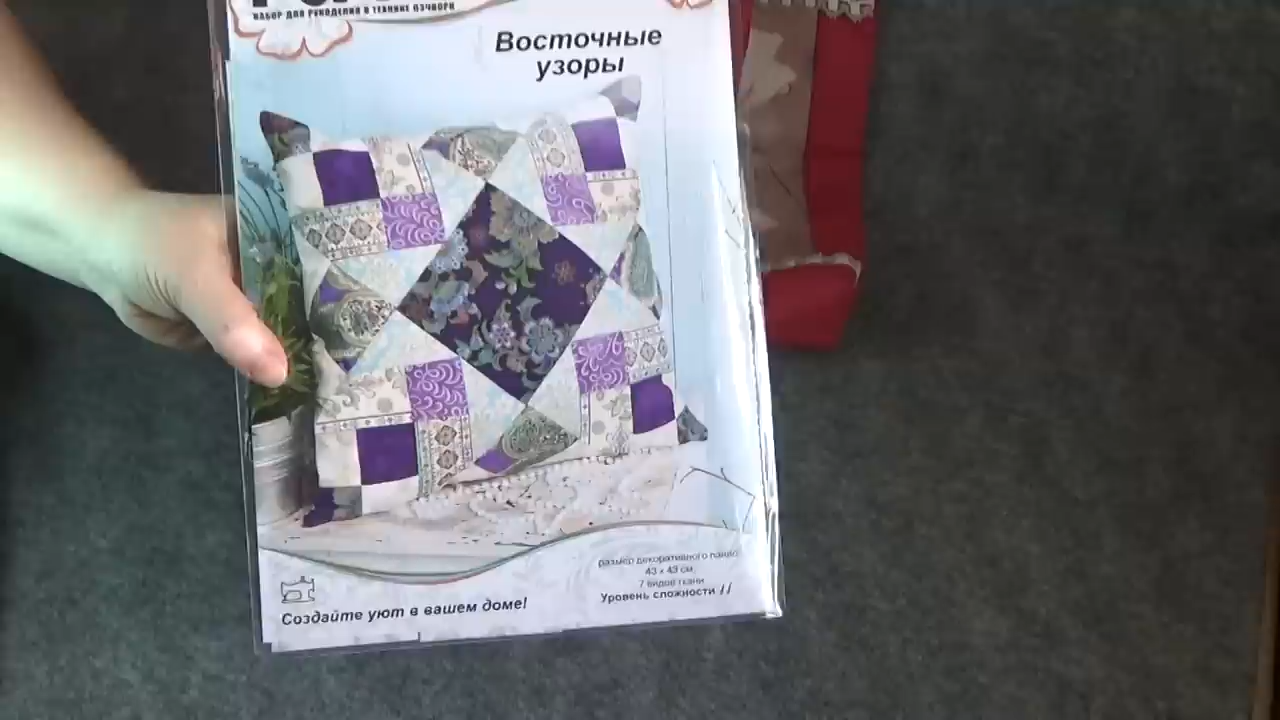 НАБОР ДЛЯ РУКОДЕЛИЯ В ТЕХНИКЕ ПЭЧВОРК
Восточные
узоры
размер декоративного панно
43 х 43 см,
7 видов ткани
Уровень сложности //
Создайте уют в вашем доме!